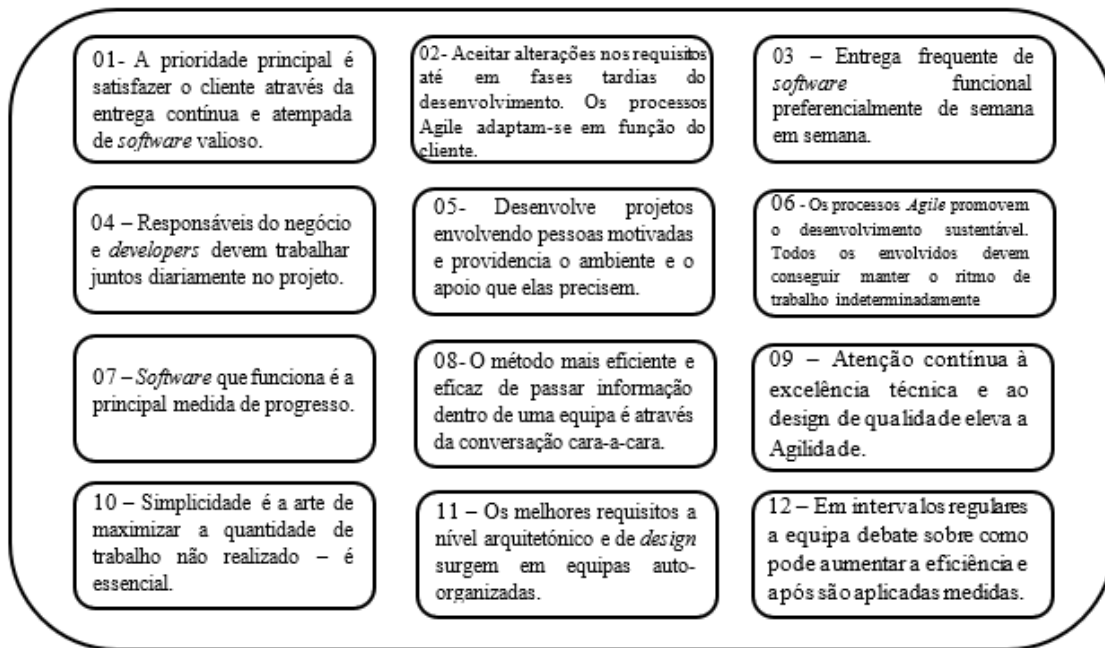 01- A prioridade principal é
satisfazer o cliente através da
entrega contínua e atempada
de software valioso.
02- Aceitar alterações nos requisitos
até em fases tardias do
desenvolvimento. Os processos
Agile adaptam-se em função do
cliente.
03 – Entrega frequente de
software funcional
preferencialmente de semana
em semana.
04 – Responsáveis do negócio
e developers devem trabalhar
juntos diariamente no projeto.
05- Desenvolve projetos
envolvendo pessoas motivadas
e providencia o ambiente e o
apoio que elas precisem.
06 - Os processos Agile promovem
o desenvolvimento sustentável.
Todos os envolvidos devem
conseguir manter o ritmo de
trabalho indeterminadamente
07 – Software que funciona é a
principal medida de progresso.
08- O método mais eficiente e
eficaz de passar informação
dentro de uma equipa é através
da conversação cara-a-cara.
09 – Atenção contínua à
excelência técnica e ao
design de qualidade eleva a
Agilidade.
10 – Simplicidade é a arte de
maximizar a quantidade de
trabalho não realizado – é
essencial.
11 – Os melhores requisitos a
nível arquitetónico e de design
surgem em equipas auto-
organizadas.
12 – Em intervalos regulares
a equipa debate sobre como
pode aumentar a eficiência e
após são aplicadas medidas.